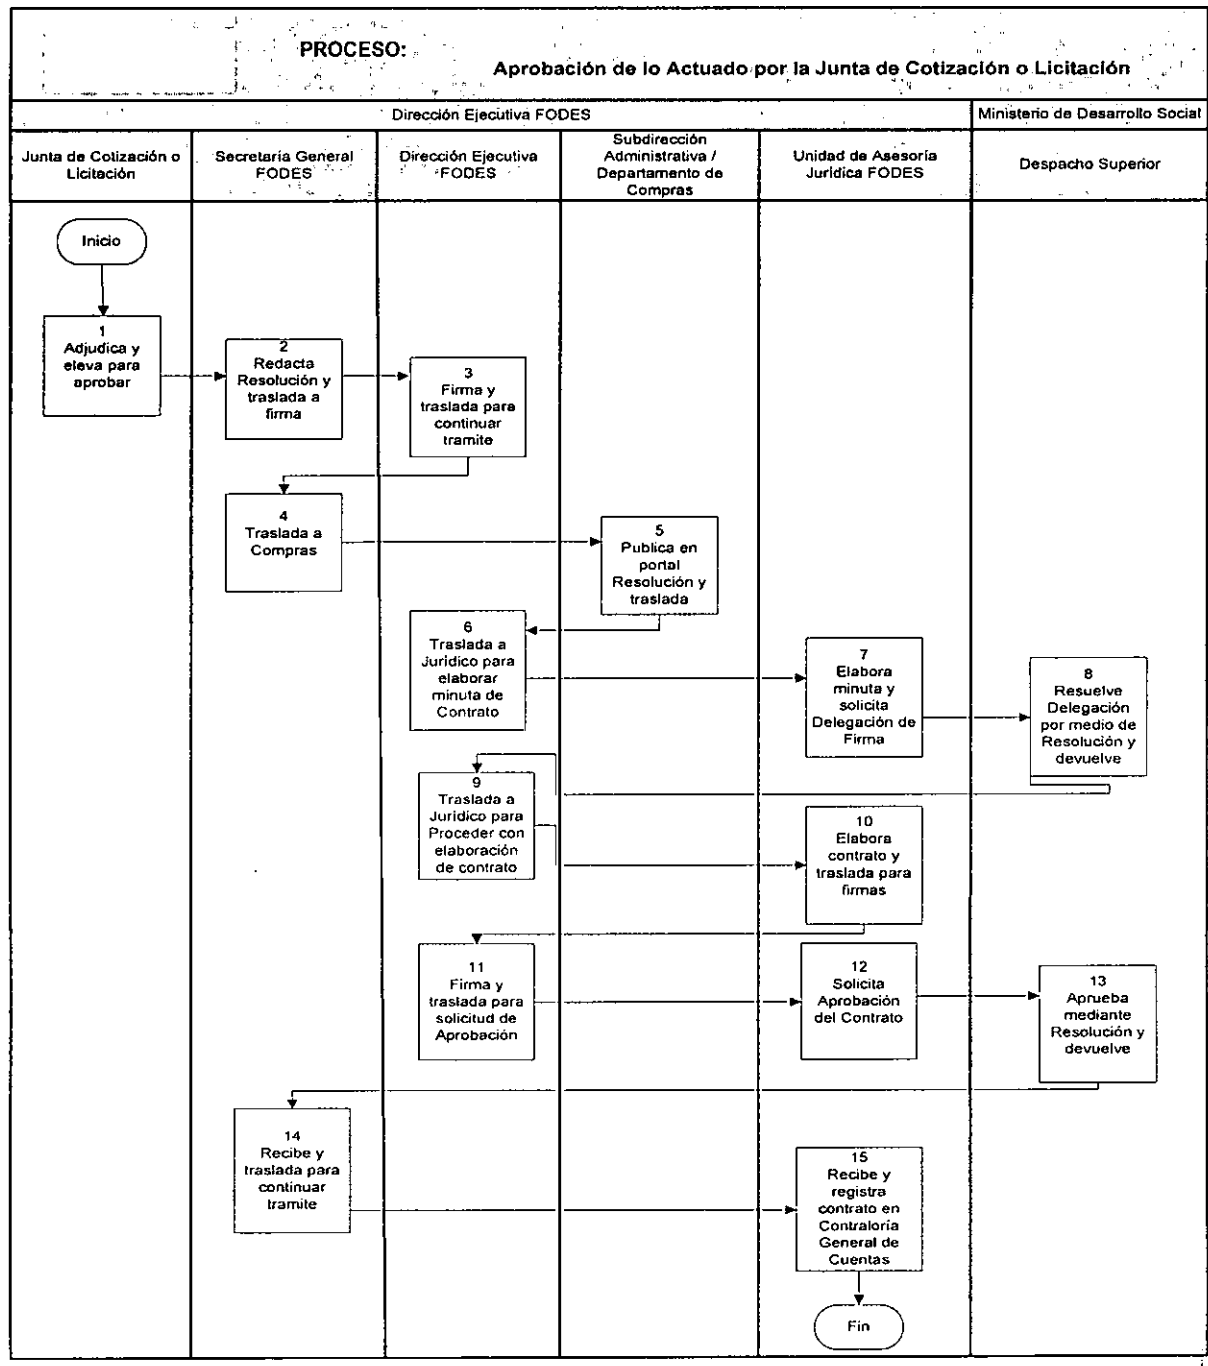 PROCESO:
Aprobación de lo Actuado por la Junta de Cotización o Licitación
Dirección Ejecutiva FODES
Ministerio de Desarrollo Social
Junta de Cotización o
Licitación
Secretaría General
FODES
Dirección Ejecutiva
FODES
Subdirección
Administrativa /
Departamento de
Compras
Unidad de Asesoría
Jurídica FODES
Despacho Superior
Inicio
1
Adjudica y
eleva para
aprobar
2
Redacta
Resolución y
traslada a
firma
3
Firma y
traslada para
continuar
tramite
4
Traslada a
Compras
5
Publica en
portal
Resolución y
traslada
6
Traslada a
Jurídico para
elaborar
minuta de
Contrato
7
Elabora
minuta y
solicita
Delegación de
Firma
8
Resuelve
Delegación
por medio de
Resolución y
devuelve
9
Traslada a
Jurídico para
Proceder con
elaboración
de contrato
10
Elabora
contrato y
traslada para
firmas
11
Firma y
traslada para
solicitud de
Aprobación
12
Solicita
Aprobación
del Contrato
13
Aprueba
mediante
Resolución y
devuelve
14
Recibe y
traslada para
continuar
tramite
15
Recibe y
registra
contrato en
Contraloría
General de
Cuentas
Fin